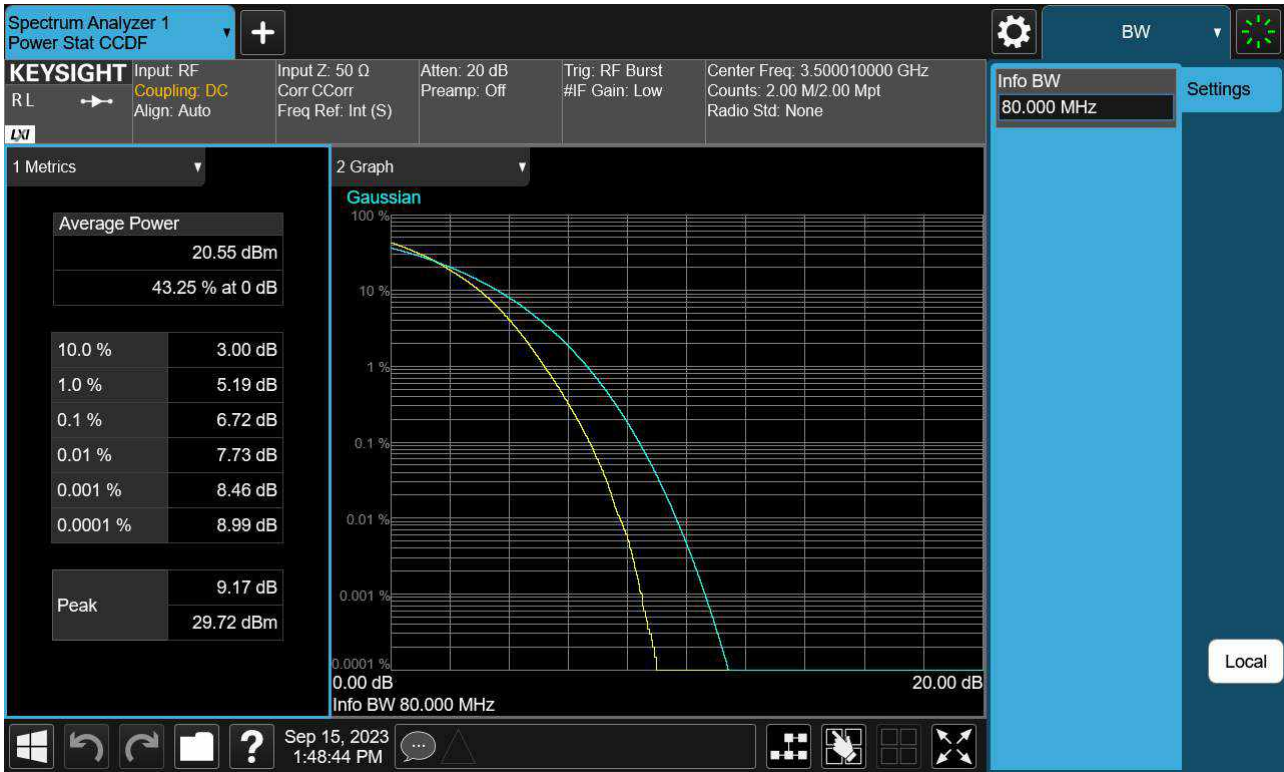 Spectrum Analyzer 1
Power Stat CCDF
+
BW
KEYSIGHT
RL
LXI
Input: RF
Coupling: DC
Align: Auto
Input Z: 50 Ω
Corr CCorr
Freq Ref: Int (S)
Atten: 20 dB
Preamp: Off
Trig: RF Burst
#IF Gain: Low
Center Freq: 3.500010000 GHz
Counts: 2.00 M/2.00 Mpt
Radio Std: None
Info BW
80.000 MHz
Settings
1 Metrics
Average Power
20.55 dBm
43.25 % at 0 dB
10.0 % 3.00 dB
1.0 % 5.19 dB
0.1 % 6.72 dB
0.01 % 7.73 dB
0.001 % 8.46 dB
0.0001 % 8.99 dB
Peak
9.17 dB
29.72 dBm
2 Graph
Gaussian
100 %
10 %
1 %
0.1 %
0.01 %
0.001 %
0.0001 %
0.00 dB 20.00 dB
Info BW 80.000 MHz
Local
?
Sep 15, 2023
1:48:44 PM